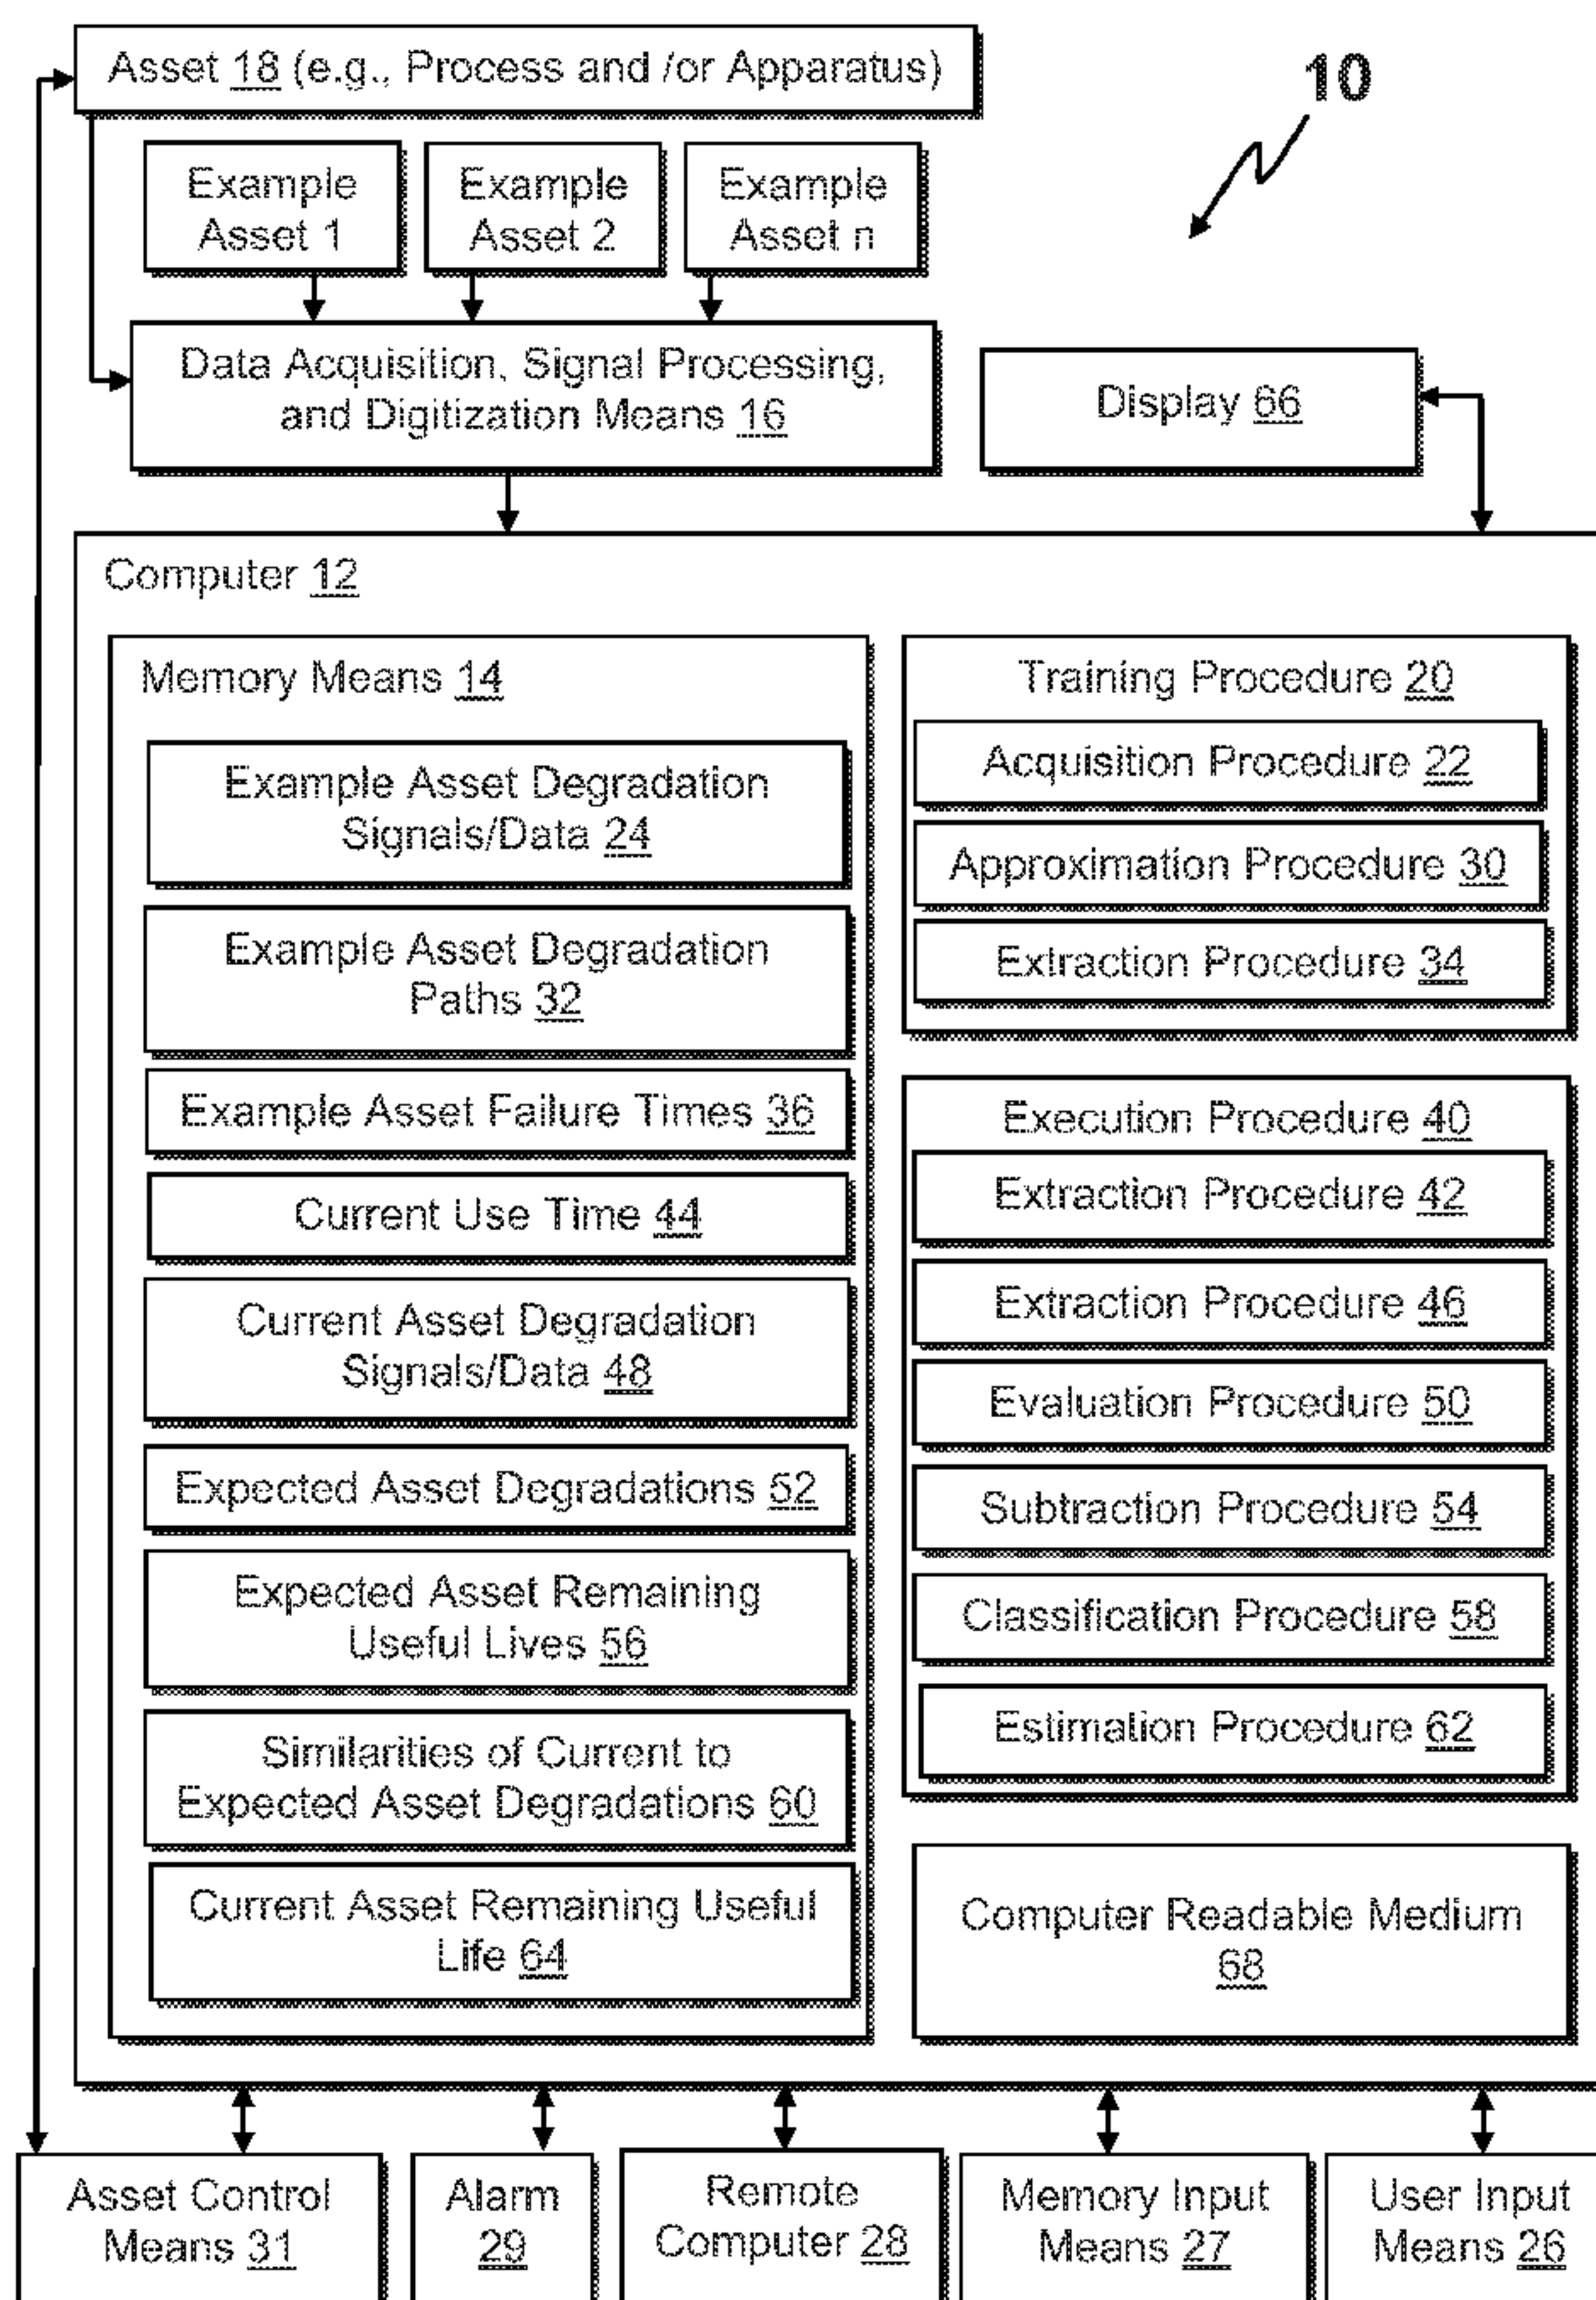 Asset 18 (e.g., Process and /or Apparatus)
10
Example
Asset 1
Example
Asset 2
Example
Asset n
Data Acquisition, Signal Processing,
and Digitization Means 16
Display 66
Computer 12
Memory Means 14
Example Asset Degradation
Signals/Data 24
Example Asset Degradation
Paths 32
Example Asset Failure Times 36
Current Use Time 44
Current Asset Degradation
Signals/Data 48
Expected Asset Degradations 52
Expected Asset Remaining
Useful Lives 56
Similarities of Current to
Expected Asset Degradations 60
Current Asset Remaining Useful
Life 64
Training Procedure 20
Acquisition Procedure 22
Approximation Procedure 30
Extraction Procedure 34
Execution Procedure 40
Extraction Procedure 42
Extraction Procedure 46
Evaluation Procedure 50
Subtraction Procedure 54
Classification Procedure 58
Estimation Procedure 62
Computer Readable Medium
68
Asset Control
Means 31
Alarm
29
Remote
Computer 28
Memory Input
Means 27
User Input
Means 26